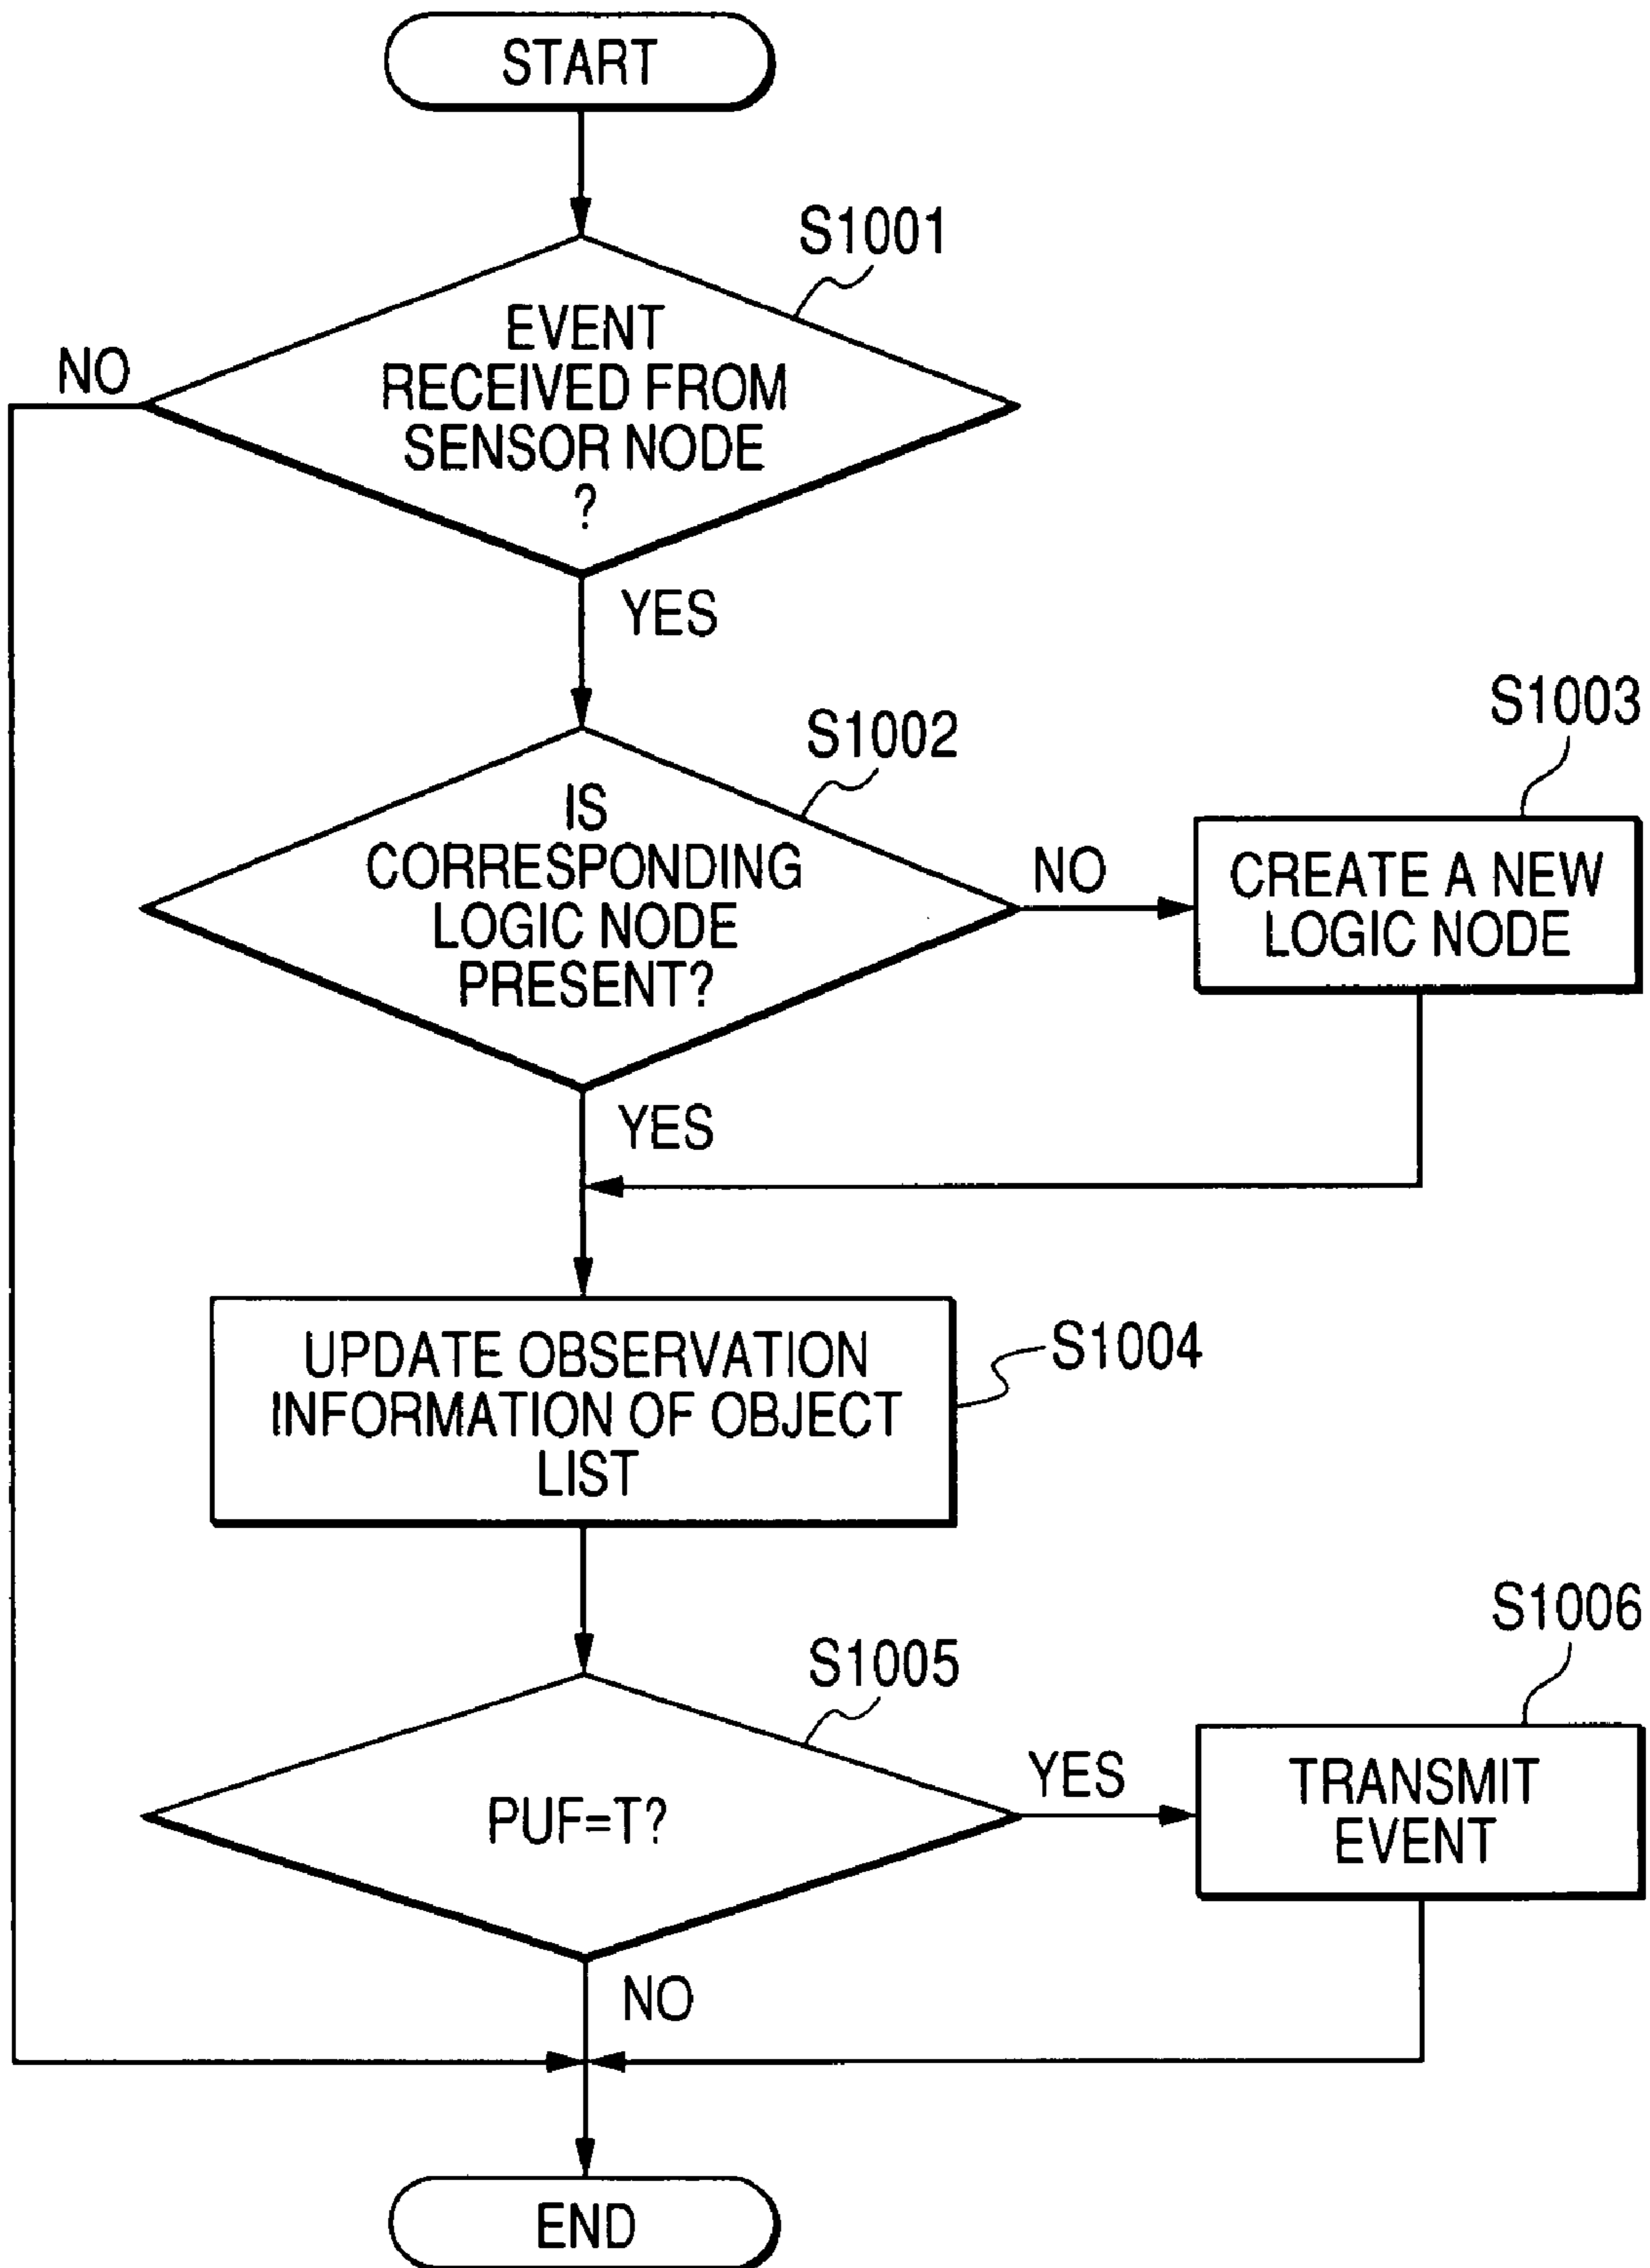 START
S1001
EVENT
RECEIVED FROM
SENSOR NODE
?
NO
YES
S1002
IS
CORRESPONDING
LOGIC NODE
PRESENT?
NO
S1003
CREATE A NEW
LOGIC NODE
YES
UPDATE OBSERVATION
INFORMATION OF OBJECT
LIST
S1004
S1005
PUF=T?
YES
S1006
TRANSMIT
EVENT
NO
END